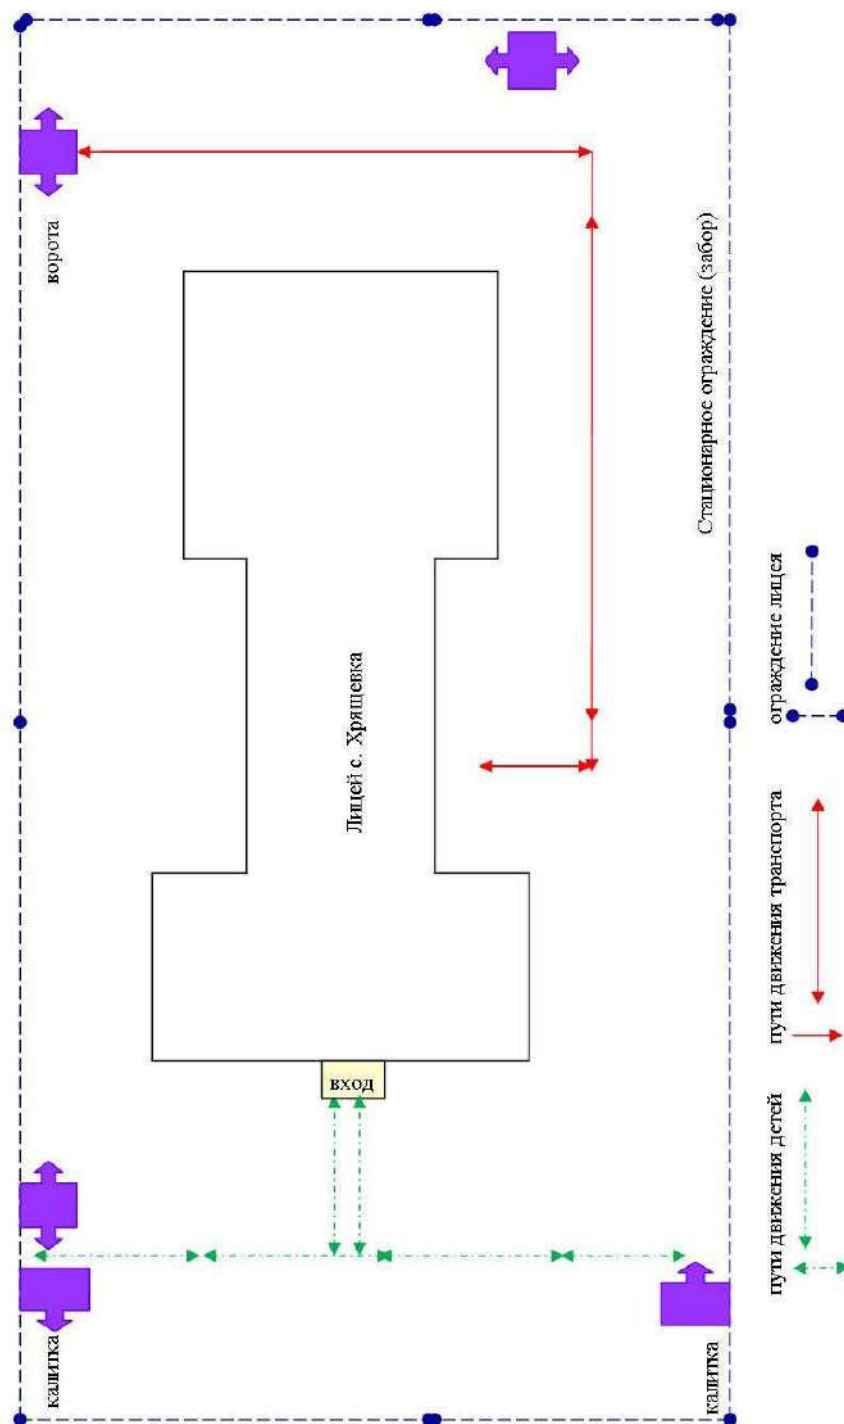 ворота
Стационарное ограждение (забор)
Лицей с. Хрящевка
вход
калитка
калитка
ограждение лицея
пути движения транспорта
пути движения детей